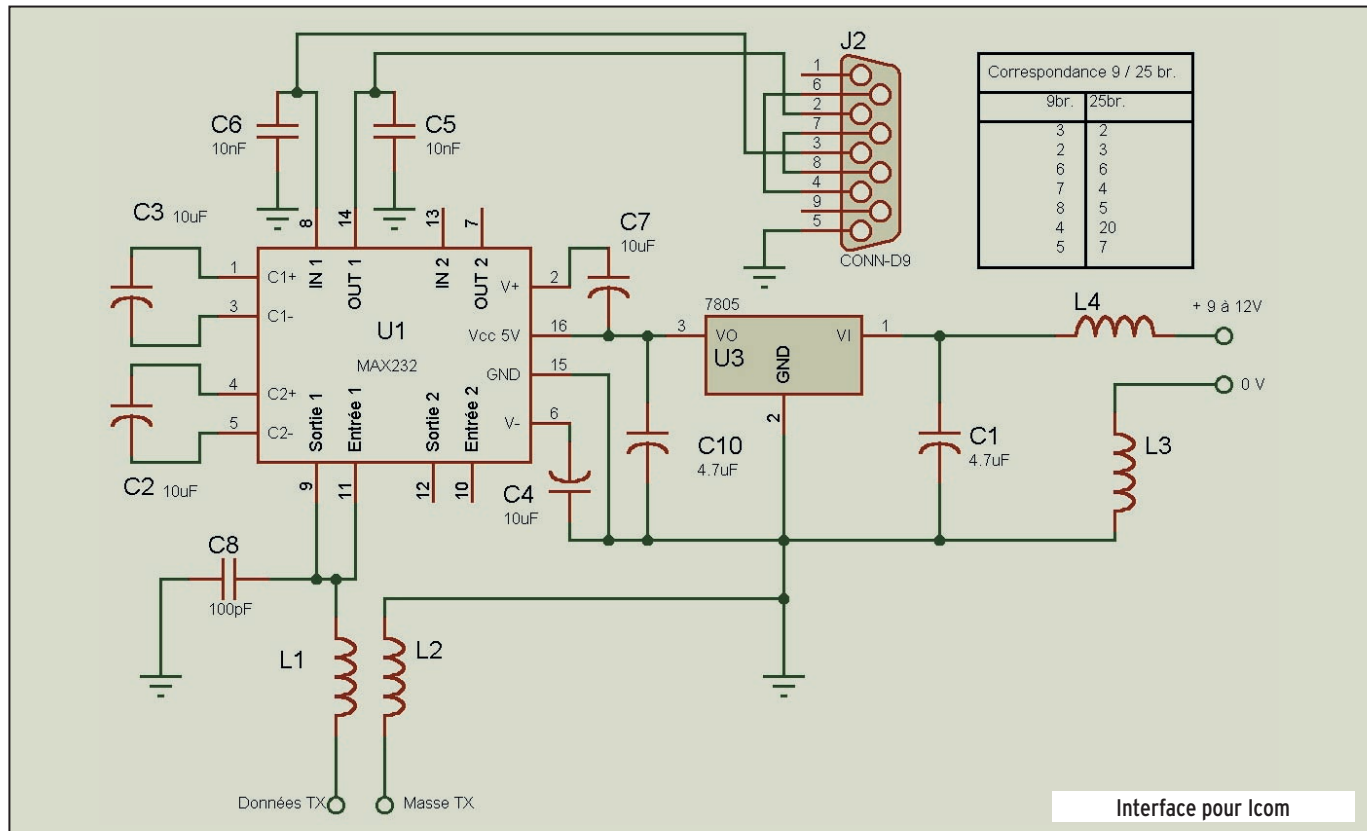 J2
1
6
2
7
3
8
4
9
5
CONN-D9
Correspondance 9 / 25 br.
9br. 25br.
3 2
2 3
6 6
7 4
8 5
4 20
5 7
C6
10nF
C5
10nF
C3 10uF
8
14
13
7
IN 1
OUT 1
IN 2
OUT 2
C7
10uF
1
C1+
3
C1-
4
C2+
5
C2-
U1
MAX232
V+
2
Vcc 5V
16
GND
15
V-
6
Sortie 1
Entrée 1
Sortie 2
Entrée 2
9
11
12
10
C2 10uF
C4
10uF
7805
3
VO
U3
GND
VI
1
2
C10
4.7uF
C1
4.7uF
L4
+ 9 à 12V
0 V
L3
C8
100pF
L1
L2
Données TX
Masse TX
Interface pour Icom